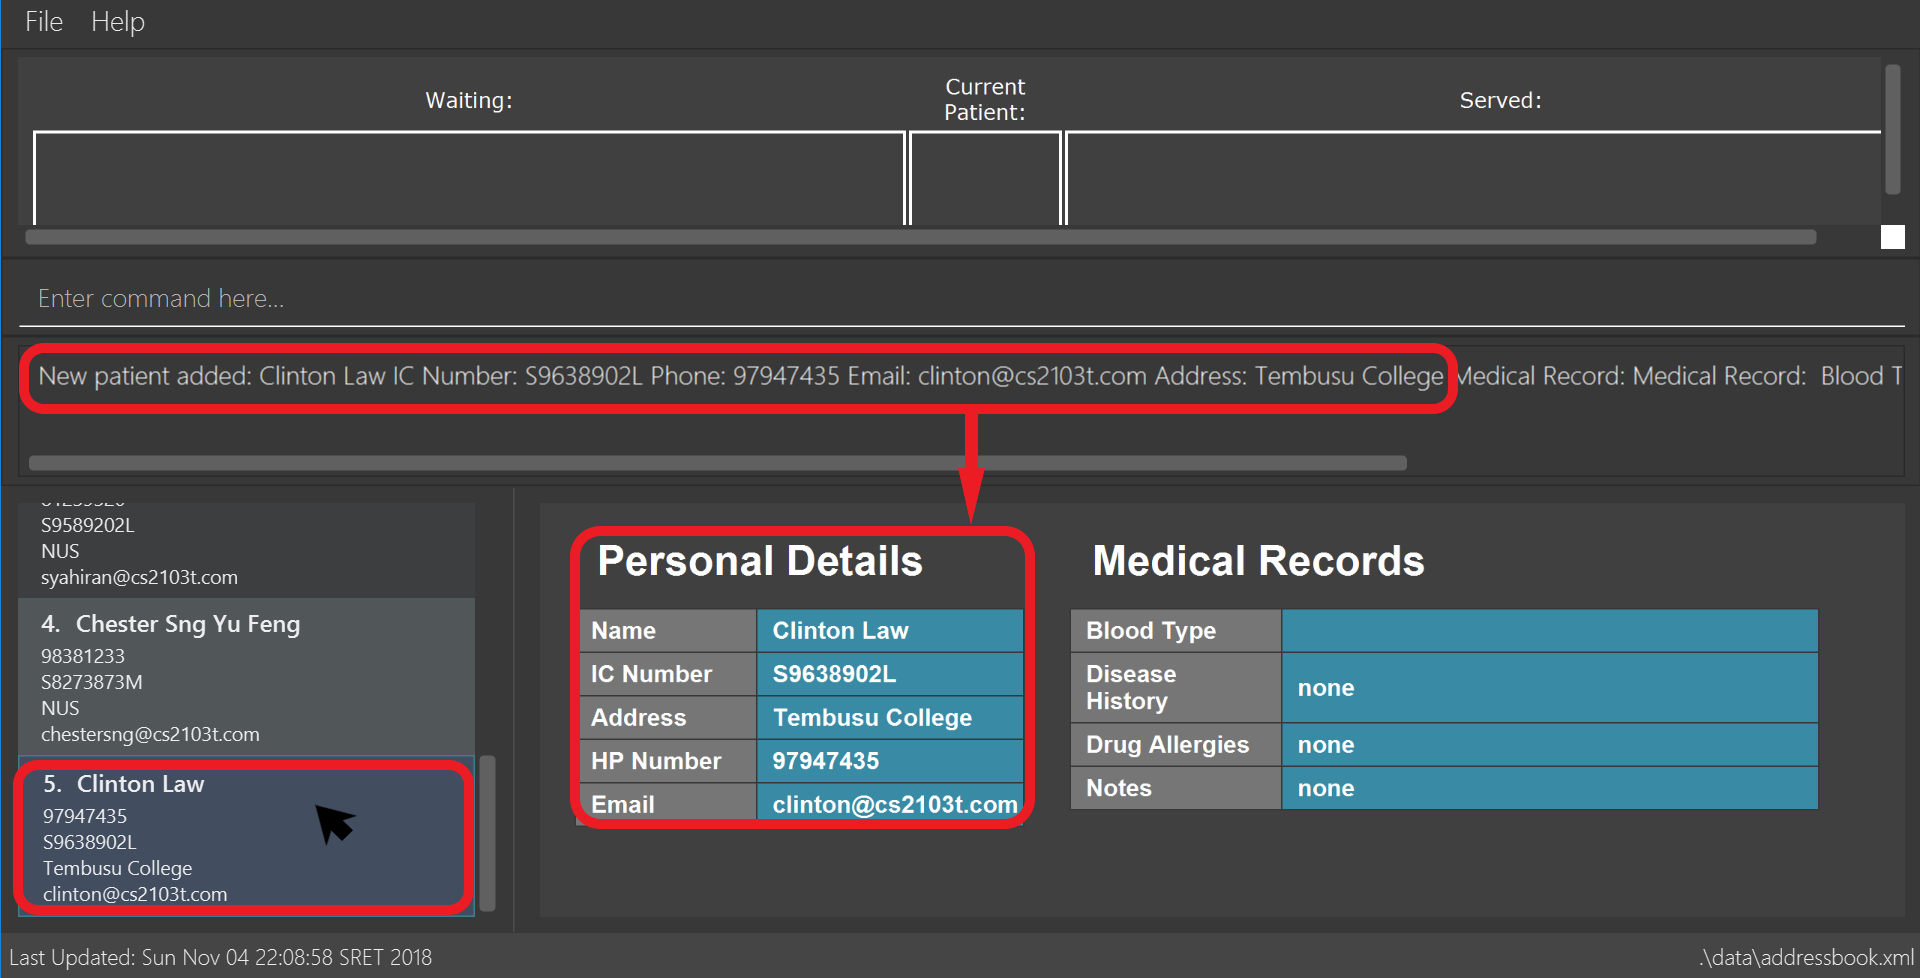 File Help
Waiting:
Current
Patient:
Served:
Enter command here...
New patient added: Clinton Law IC Number: S9638902L Phone: 97947435 Email: clinton@cs2103t.com Address: Tembusu College Medical Record: Medical Record: Blood T
S9589202L
NUS
syahiran@cs2103t.com
4. Chester Sng Yu Feng
98381233
S8273873M
NUS
chestersng@cs2103t.com
5. Clinton Law
97947435
S9638902L
Tembusu College
clinton@cs2103t.com
Personal Details
Name Clinton Law
IC Number S9638902L
Address Tembusu College
HP Number 97947435
Email clinton@cs2103t.com
Medical Records
Blood Type
Disease
History none
Drug Allergies none
Notes none
Last Updated: Sun Nov 04 22:08:58 SRET 2018
.\data\addressbook.xml